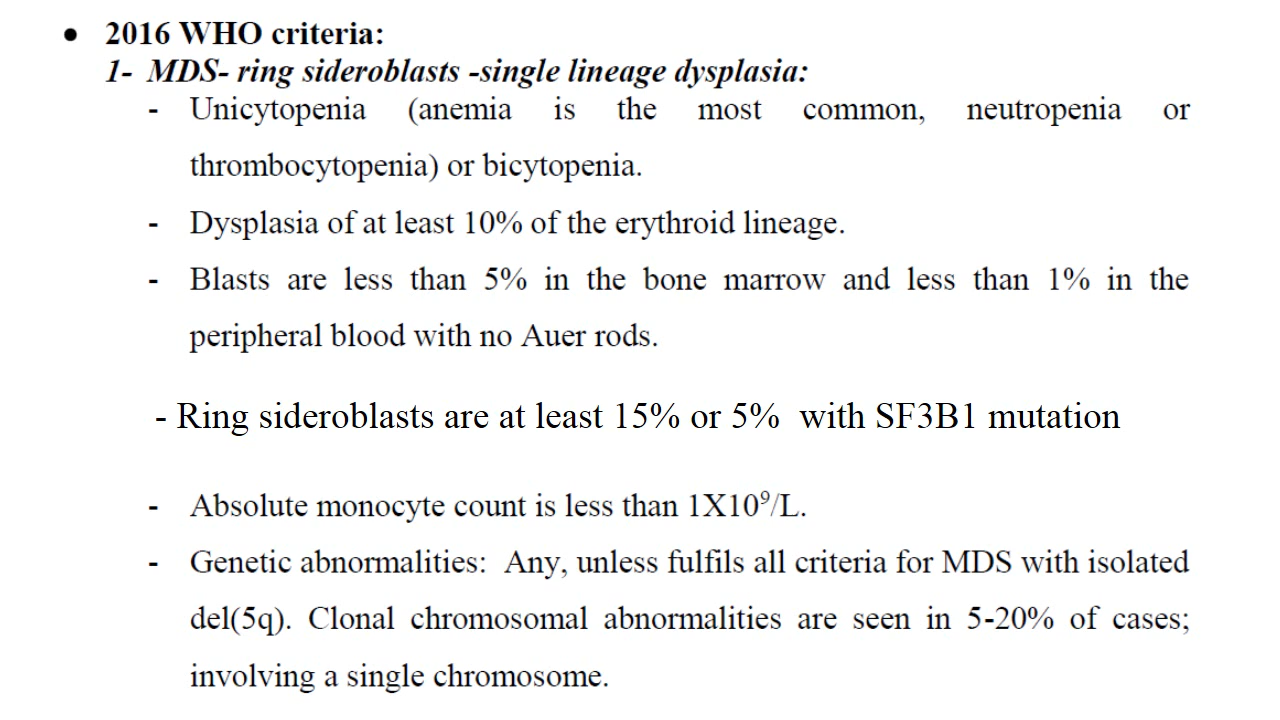 • 2016 WHO criteria:
1- MDS- ring sideroblasts -single lineage dysplasia:
- Unicytopenia (anemia is the most common, neutropenia or
thrombocytopenia) or bicytopenia.
- Dysplasia of at least 10% of the erythroid lineage.
- Blasts are less than 5% in the bone marrow and less than 1% in the
peripheral blood with no Auer rods.
- Ring sideroblasts are at least 15% or 5%  with SF3B1 mutation
- Absolute monocyte count is less than 1X10⁹/L.
- Genetic abnormalities:  Any, unless fulfils all criteria for MDS with isolated
del(5q). Clonal chromosomal abnormalities are seen in 5-20% of cases;
involving a single chromosome.